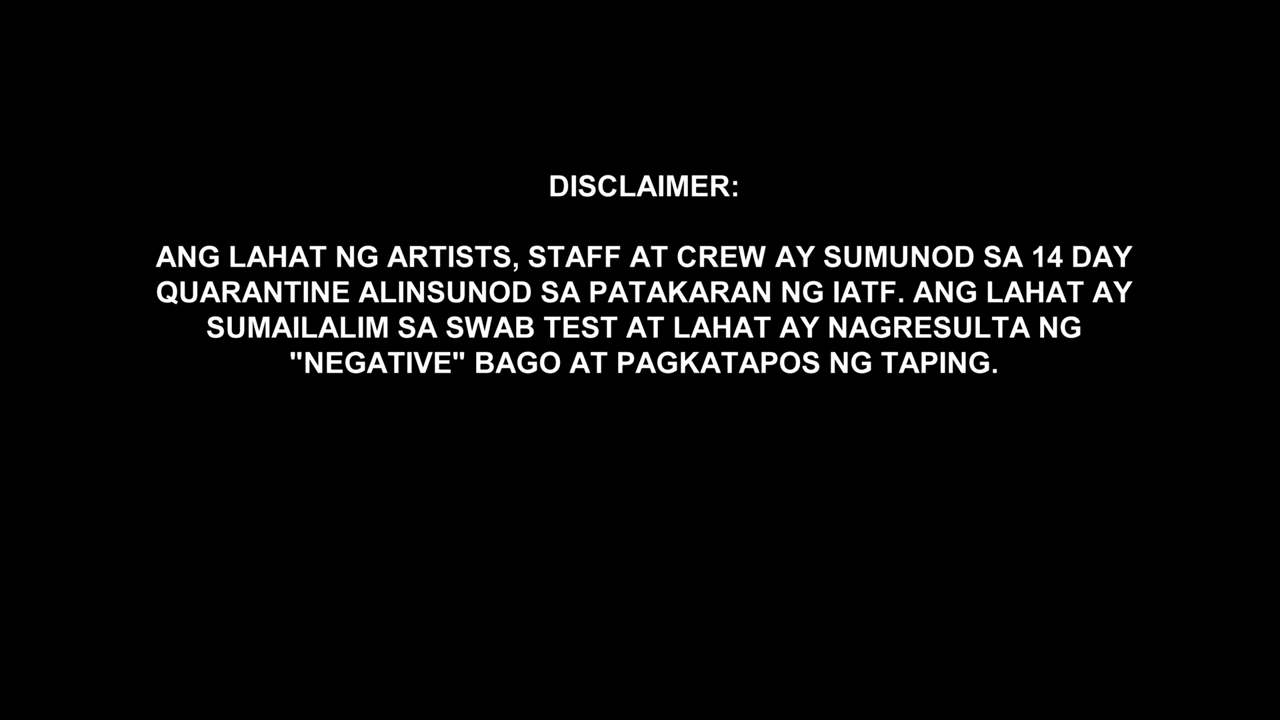 DISCLAIMER:
ANG LAHAT NG ARTISTS, STAFF AT CREW AY SUMUNOD SA 14 DAY
QUARANTINE ALINSUNOD SA PATAKARAN NG IATF. ANG LAHAT AY
SUMAILALIM SA SWAB TEST AT LAHAT AY NAGRESULTA NG
"NEGATIVE" BAGO AT PAGKATAPOS NG TAPING.